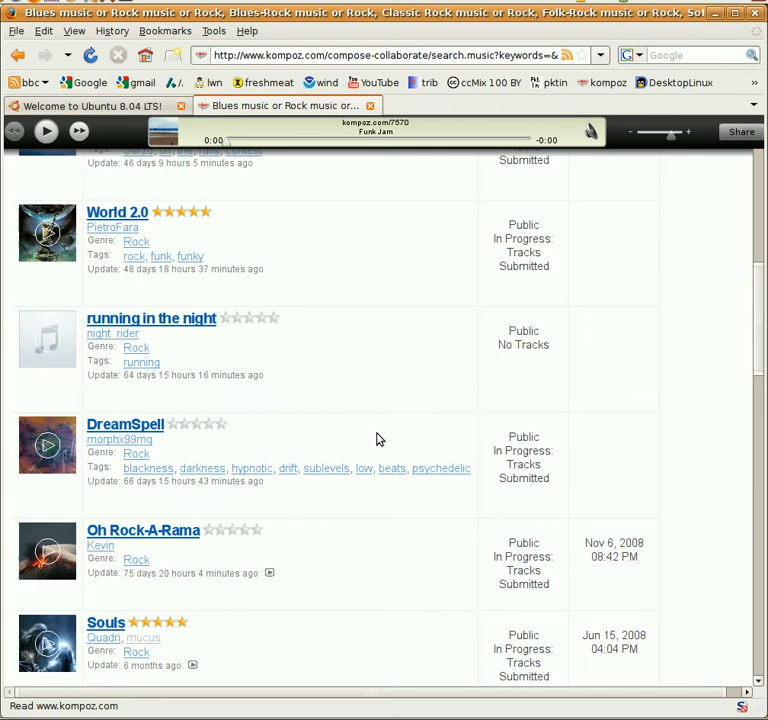 Blues music or Rock music or Rock, Blues-Rock music or Rock, Classic Rock music or Rock, Folk-Rock music or Rock, Sof
File Edit View History Bookmarks Tools Help
http://www.kompoz.com/compose-collaborate/search.music?keywords=& Google
bbc Google gmail /. lwn freshmeat wind YouTube trib ccMix 100 BY pktin kompoz DesktopLinux
Welcome to Ubuntu 8.04 LTS! Blues music or Rock music or...
kompoz.com/7570
Funk Jam
0:00 -0:00 - + Share
Update: 46 days 9 hours 5 minutes ago
Submitted
World 2.0
PietroFara
Genre: Rock
Tags: rock, funk, funky
Update: 48 days 18 hours 37 minutes ago
Public
In Progress:
Tracks
Submitted
running in the night
night_rider
Genre: Rock
Tags: running
Update: 64 days 15 hours 16 minutes ago
Public
No Tracks
DreamSpell
morphx99mg
Genre: Rock
Tags: blackness, darkness, hypnotic, drift, sublevels, low, beats, psychedelic
Update: 66 days 15 hours 43 minutes ago
Public
In Progress:
Tracks
Submitted
Oh Rock-A-Rama
Kevin
Genre: Rock
Update: 75 days 20 hours 4 minutes ago
Public
In Progress:
Tracks
Submitted
Nov 6, 2008
08:42 PM
Souls
Quadri, mucus
Genre: Rock
Update: 6 months ago
Public
In Progress:
Tracks
Submitted
Jun 15, 2008
04:04 PM
Read www.kompoz.com